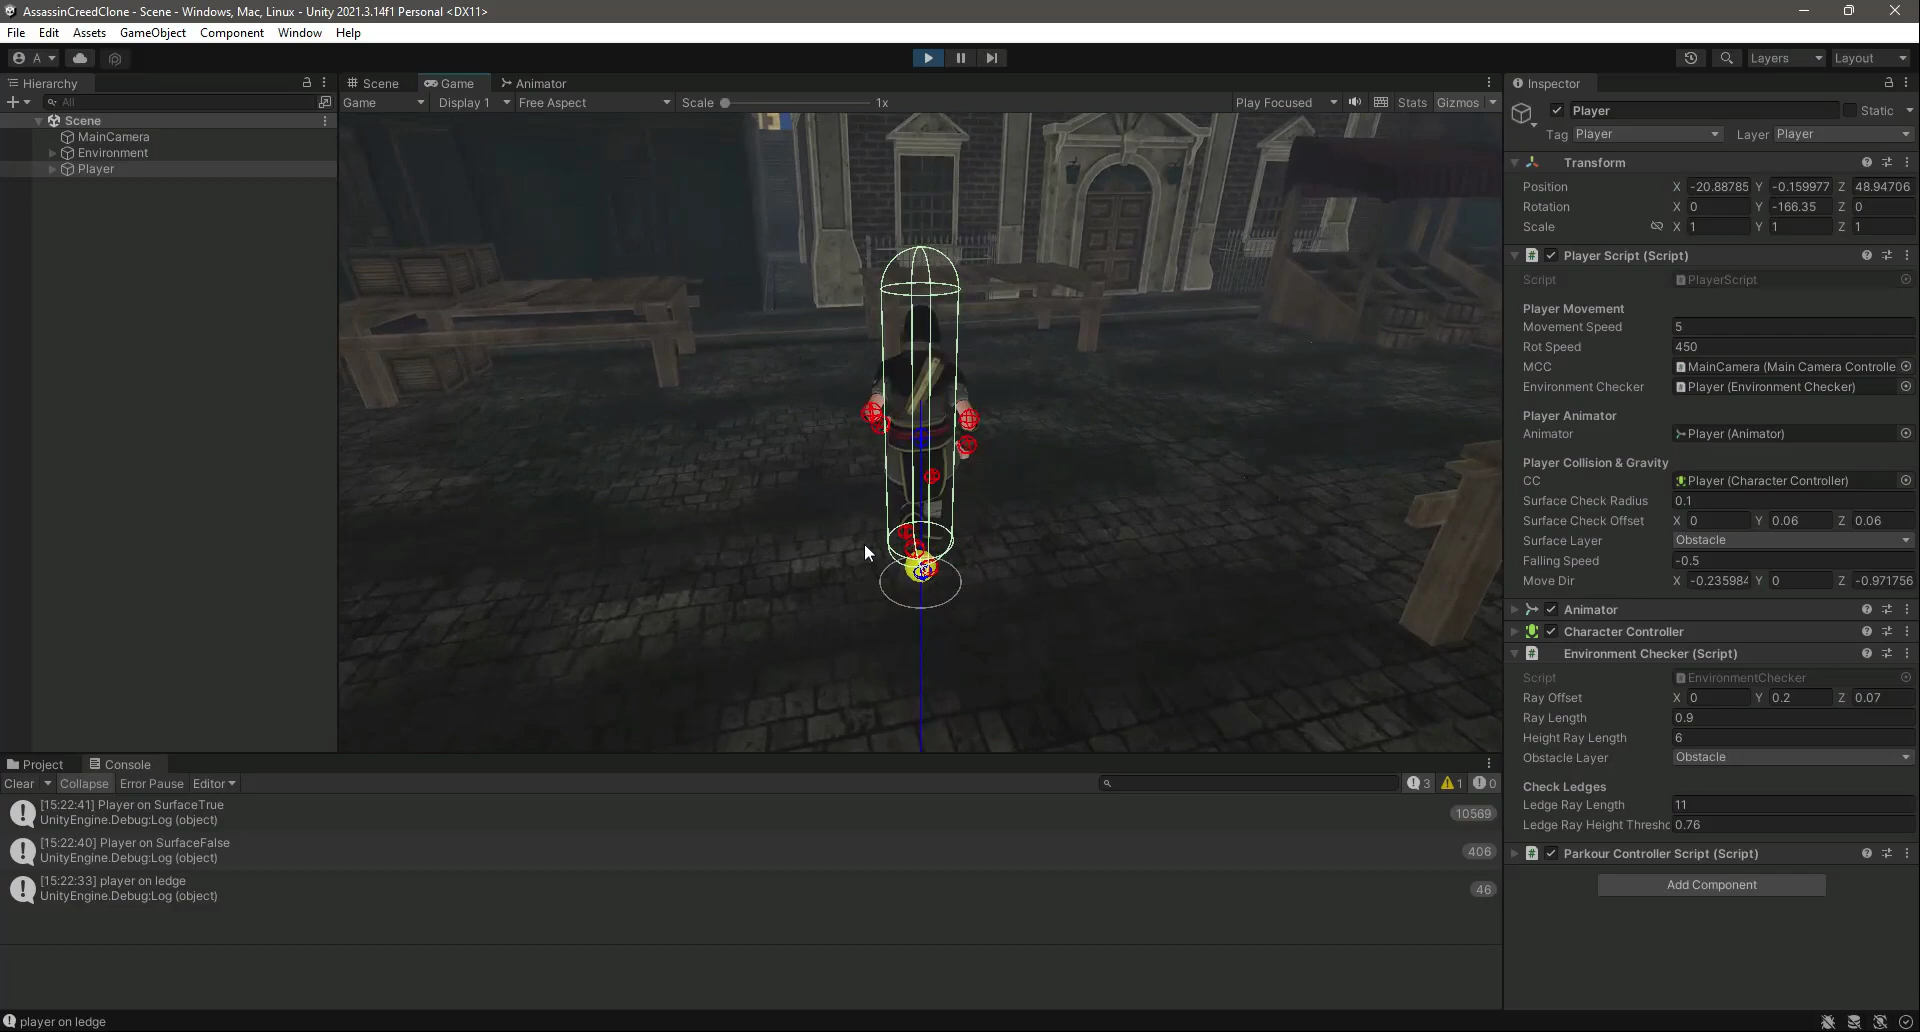 AssassinCreedClone - Scene - Windows, Mac, Linux - Unity 2021.3.14f1 Personal <DX11>
File Edit Assets GameObject Component Window Help
A Layers Layout
Hierarchy
All
Scene
MainCamera
Environment
Player
Scene Game Animator
Game Display 1 Free Aspect Scale 1x Play Focused Stats Gizmos
Inspector
Player Static
Tag Player Layer Player
Transform
Position X -20.88785 Y -0.159977 Z 48.94706
Rotation X 0 Y -166.35 Z 0
Scale X 1 Y 1 Z 1
Player Script (Script)
Script PlayerScript
Player Movement
Movement Speed 5
Rot Speed 450
MCC MainCamera (Main Camera Controlle
Environment Checker Player (Environment Checker)
Player Animator
Animator Player (Animator)
Player Collision & Gravity
CC Player (Character Controller)
Surface Check Radius 0.1
Surface Check Offset X 0 Y 0.06 Z 0.06
Surface Layer Obstacle
Falling Speed -0.5
Move Dir X -0.235984 Y 0 Z -0.971756
Animator
Character Controller
Environment Checker (Script)
Script EnvironmentChecker
Ray Offset X 0 Y 0.2 Z 0.07
Ray Length 0.9
Height Ray Length 6
Obstacle Layer Obstacle
Check Ledges
Ledge Ray Length 11
Ledge Ray Height Thresho 0.76
Parkour Controller Script (Script)
Add Component
Project Console
Clear Collapse Error Pause Editor 3 1 0
[15:22:41] Player on SurfaceTrue
UnityEngine.Debug:Log (object) 10569
[15:22:40] Player on SurfaceFalse
UnityEngine.Debug:Log (object) 406
[15:22:33] player on ledge
UnityEngine.Debug:Log (object) 46
player on ledge